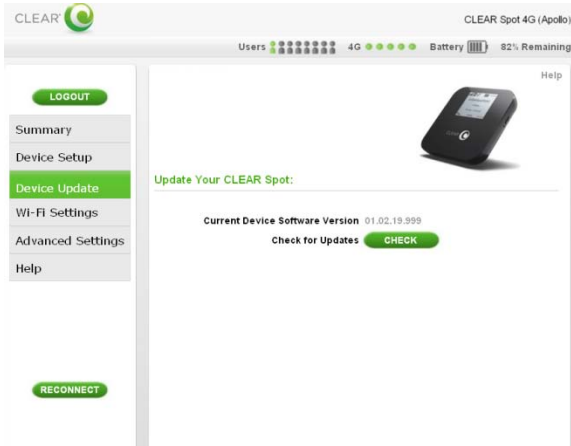 CLEAR
CLEAR Spot 4G (Apollo)
Users 4G Battery 82% Remaining
Help
LOGOUT
Summary
Device Setup
Device Update
Wi-Fi Settings
Advanced Settings
Help
RECONNECT
Update Your CLEAR Spot:
Current Device Software Version 01.02.19.999
Check for Updates CHECK